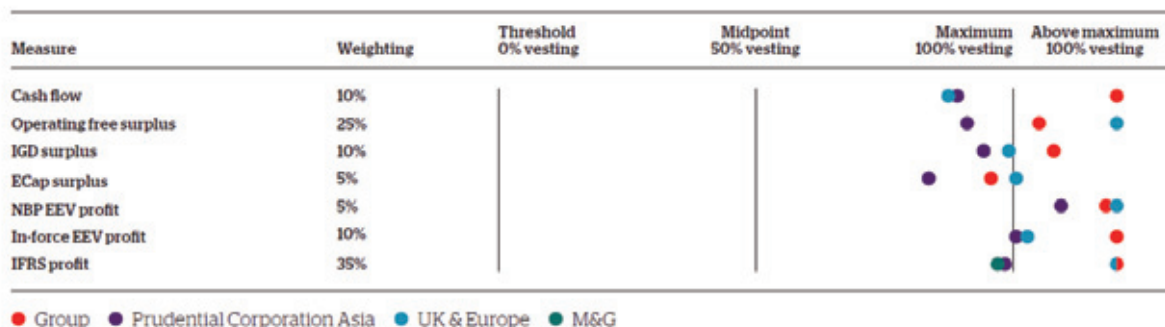 Measure Weighting Threshold 0% vesting Midpoint 50% vesting Maximum 100% vesting Above maximum 100% vesting
Cash flow 10%
Operating free surplus 25%
IGD surplus 10%
ECap surplus 5%
NBP EEV profit 5%
In-force EEV profit 10%
IFRS profit 35%
Group Prudential Corporation Asia UK & Europe M&G